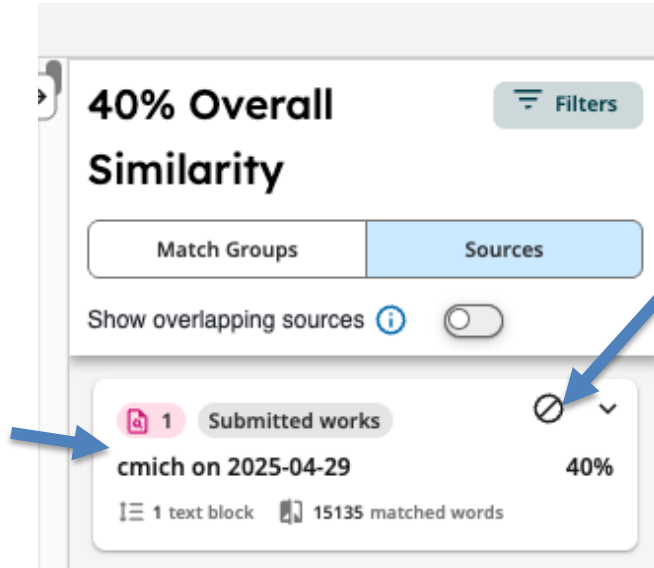 40% Overall
Similarity
Filters
Match Groups
Sources
Show overlapping sources
1 Submitted works
cmich on 2025-04-29
40%
1 text block 15135 matched words